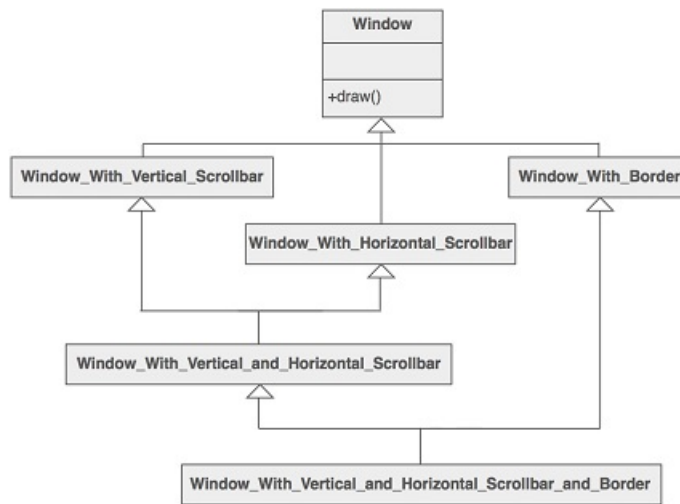 Window
+draw()
Window_With_Vertical_Scrollbar
Window_With_Border
Window_With_Horizontal_Scrollbar
Window_With_Vertical_and_Horizontal_Scrollbar
Window_With_Vertical_and_Horizontal_Scrollbar_and_Border